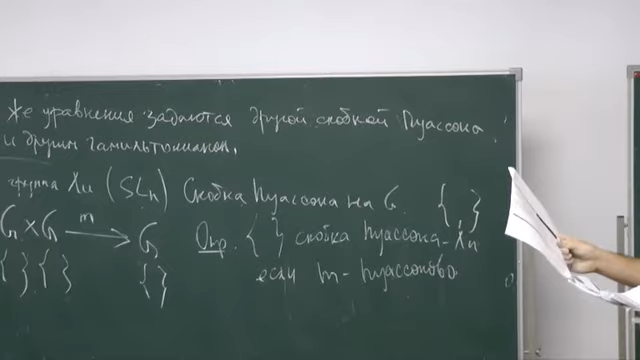 же уравнения задаются другой скобкой Пуассона,
и другим гамильтонианом.
группа Ли (SLn) Скобка Пуассона на G. { , }
G × G m → G Опр. { } скобка Пуассона-Ли
{ } { } { } если m - пуассоново